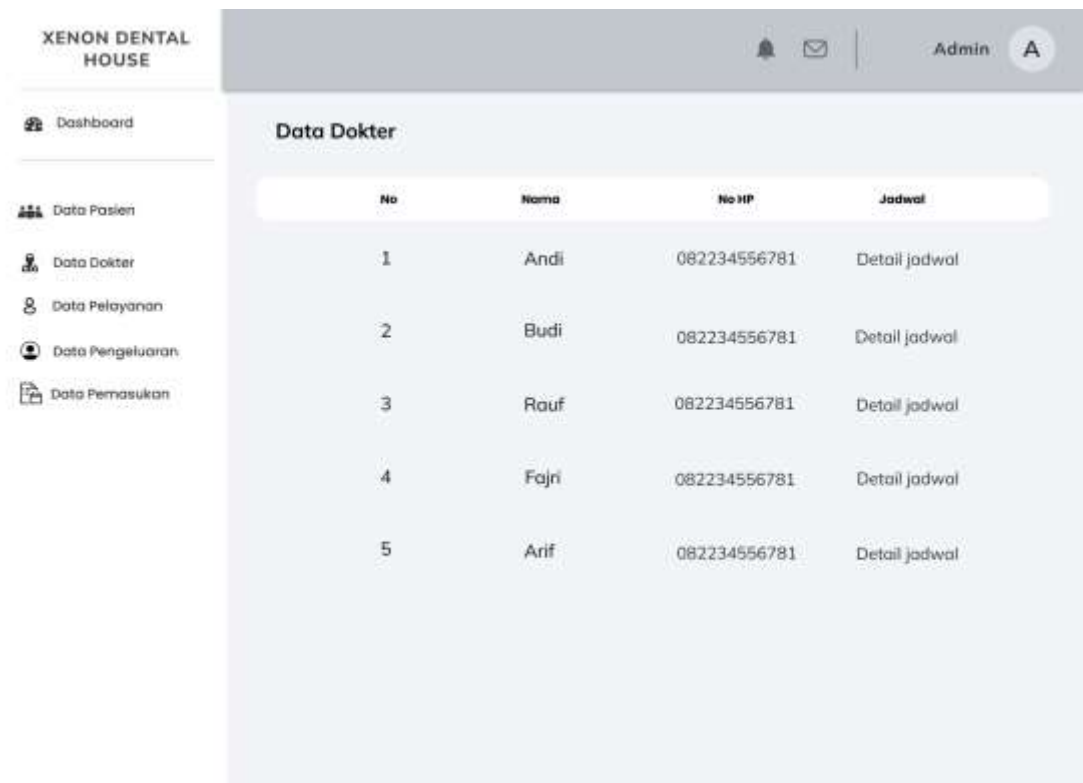 XENON DENTAL
HOUSE
Admin A
Dashboard
Data Pasien
Data Dokter
Data Pelayanan
Data Pengeluaran
Data Pemasukan
Data Dokter
No Nama No HP Jadwal
1 Andi 082234556781 Detail jadwal
2 Budi 082234556781 Detail jadwal
3 Rauf 082234556781 Detail jadwal
4 Fajri 082234556781 Detail jadwal
5 Arif 082234556781 Detail jadwal